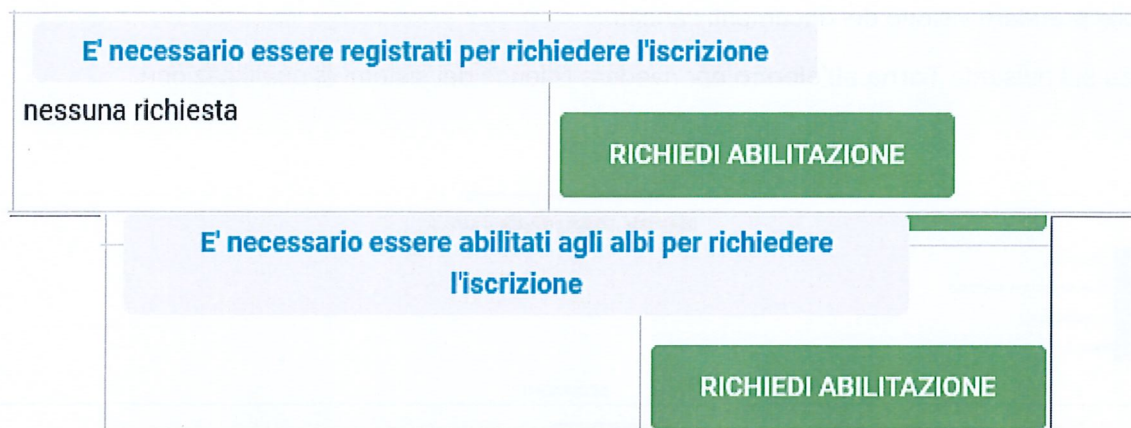 E' necessario essere registrati per richiedere l'iscrizione
nessuna richiesta
RICHIEDI ABILITAZIONE
E' necessario essere abilitati agli albi per richiedere
l'iscrizione
RICHIEDI ABILITAZIONE